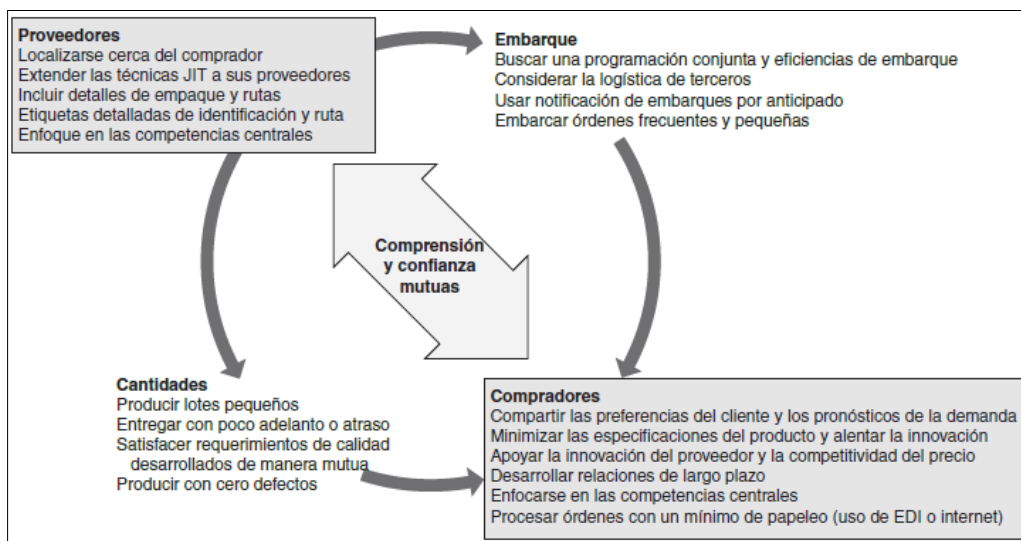 Proveedores
Localizarse cerca del comprador
Extender las técnicas JIT a sus proveedores
Incluir detalles de empaque y rutas
Etiquetas detalladas de identificación y ruta
Enfoque en las competencias centrales
Embarque
Buscar una programación conjunta y eficiencias de embarque
Considerar la logística de terceros
Usar notificación de embarques por anticipado
Embarcar órdenes frecuentes y pequeñas
Comprensión
y confianza
mutuas
Cantidades
Producir lotes pequeños
Entregar con poco adelanto o atraso
Satisfacer requerimientos de calidad
desarrollados de manera mutua
Producir con cero defectos
Compradores
Compartir las preferencias del cliente y los pronósticos de la demanda
Minimizar las especificaciones del producto y alentar la innovación
Apoyar la innovación del proveedor y la competitividad del precio
Desarrollar relaciones de largo plazo
Enfocarse en las competencias centrales
Procesar órdenes con un mínimo de papeleo (uso de EDI o internet)